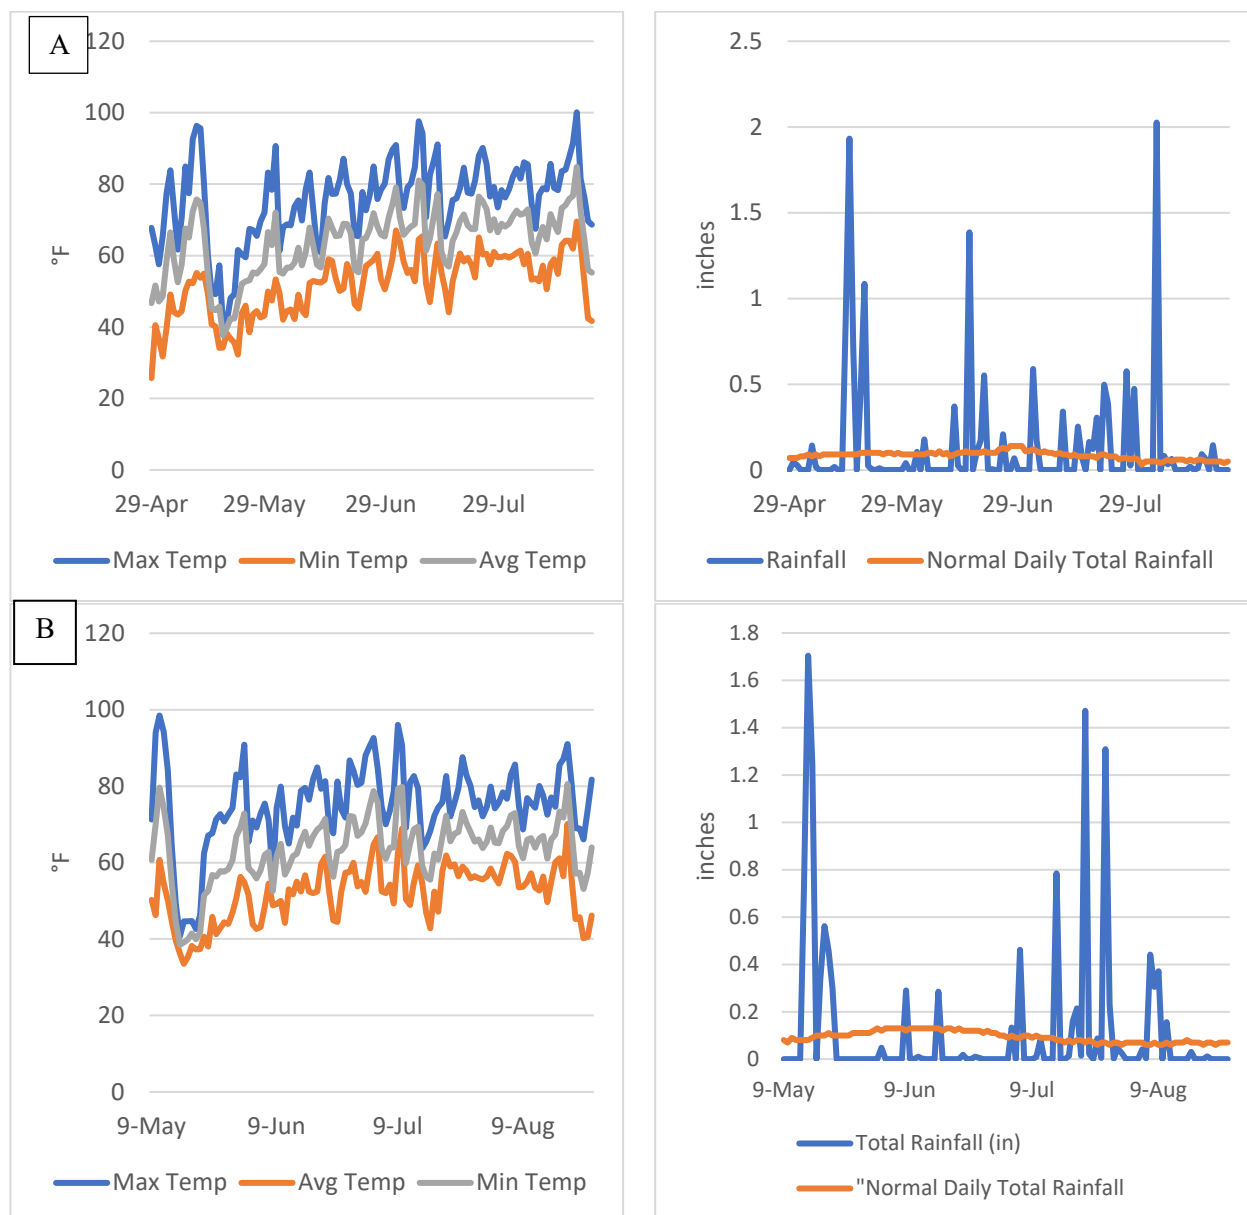 A
120
100
80
60
40
20
0
°F
29-Apr 29-May 29-Jun 29-Jul
Max Temp Min Temp Avg Temp
2.5
2
1.5
1
0.5
0
inches
29-Apr 29-May 29-Jun 29-Jul
Rainfall Normal Daily Total Rainfall
B
120
100
80
60
40
20
0
°F
9-May 9-Jun 9-Jul 9-Aug
Max Temp Avg Temp Min Temp
1.8
1.6
1.4
1.2
1
0.8
0.6
0.4
0.2
0
inches
9-May 9-Jun 9-Jul 9-Aug
Total Rainfall (in)
"Normal Daily Total Rainfall